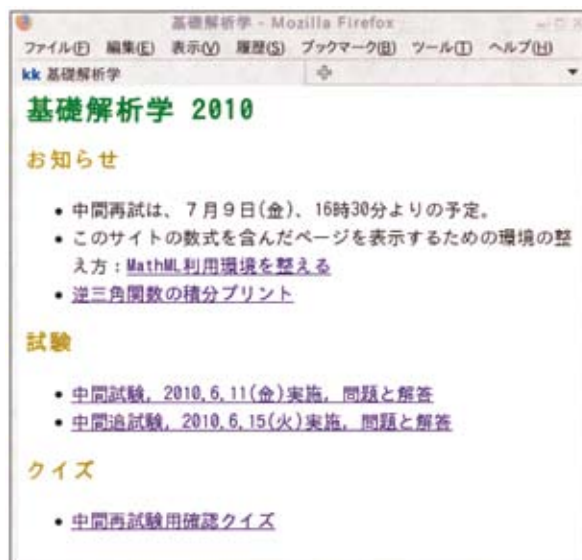 基礎解析学 - Mozilla Firefox
ファイル(F) 編集(E) 表示(V) 履歴(S) ブックマーク(B) ツール(T) ヘルプ(H)
kk 基礎解析学
基礎解析学 2010
お知らせ
• 中間再試は、７月９日(金)、16時30分よりの予定。
• このサイトの数式を含んだページを表示するための環境の整
え方：MathML利用環境を整える
• 逆三角関数の積分プリント
試験
• 中間試験, 2010,6,11(金)実施, 問題と解答
• 中間追試験, 2010,6,15(火)実施, 問題と解答
クイズ
• 中間再試験用確認クイズ